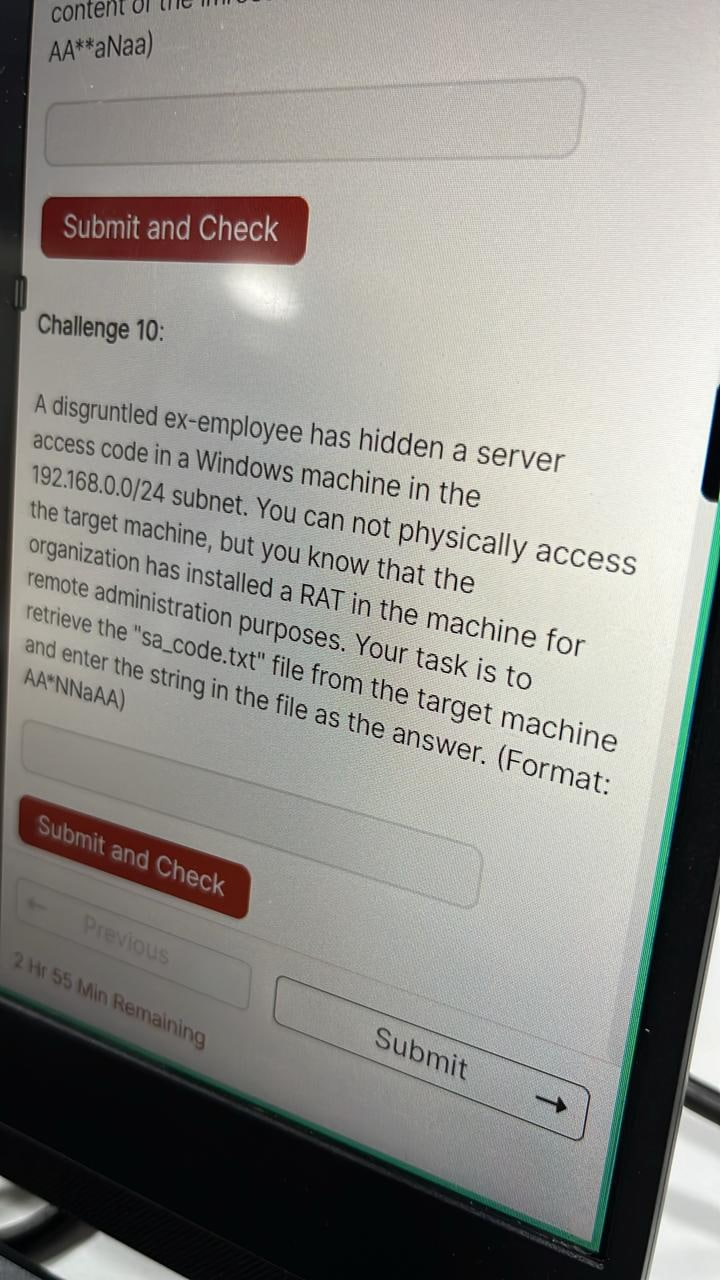 content of the
AA**aNaa)
Submit and Check
Challenge 10:
A disgruntled ex-employee has hidden a server
access code in a Windows machine in the
192.168.0.0/24 subnet. You can not physically access
the target machine, but you know that the
organization has installed a RAT in the machine for
remote administration purposes. Your task is to
retrieve the "sa_code.txt" file from the target machine
and enter the string in the file as the answer. (Format:
AA*NNaAA)
Submit and Check
← Previous
2 Hr 55 Min Remaining
Submit →